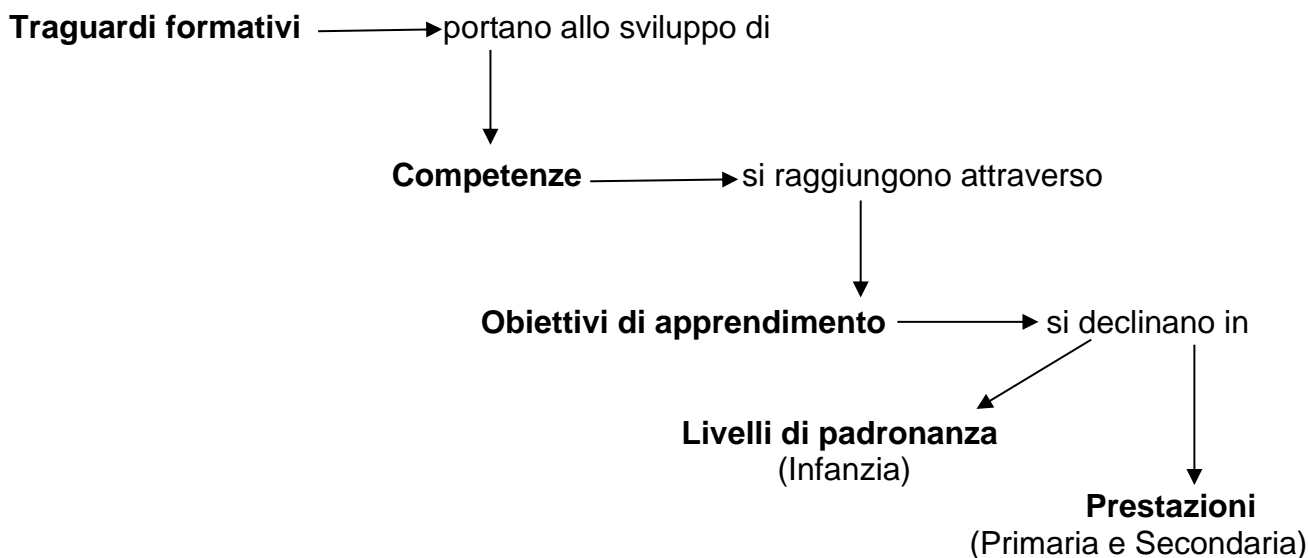 Traguardi formativi portano allo sviluppo di
Competenze si raggiungono attraverso
Obiettivi di apprendimento si declinano in
Livelli di padronanza
(Infanzia)
Prestazioni
(Primaria e Secondaria)